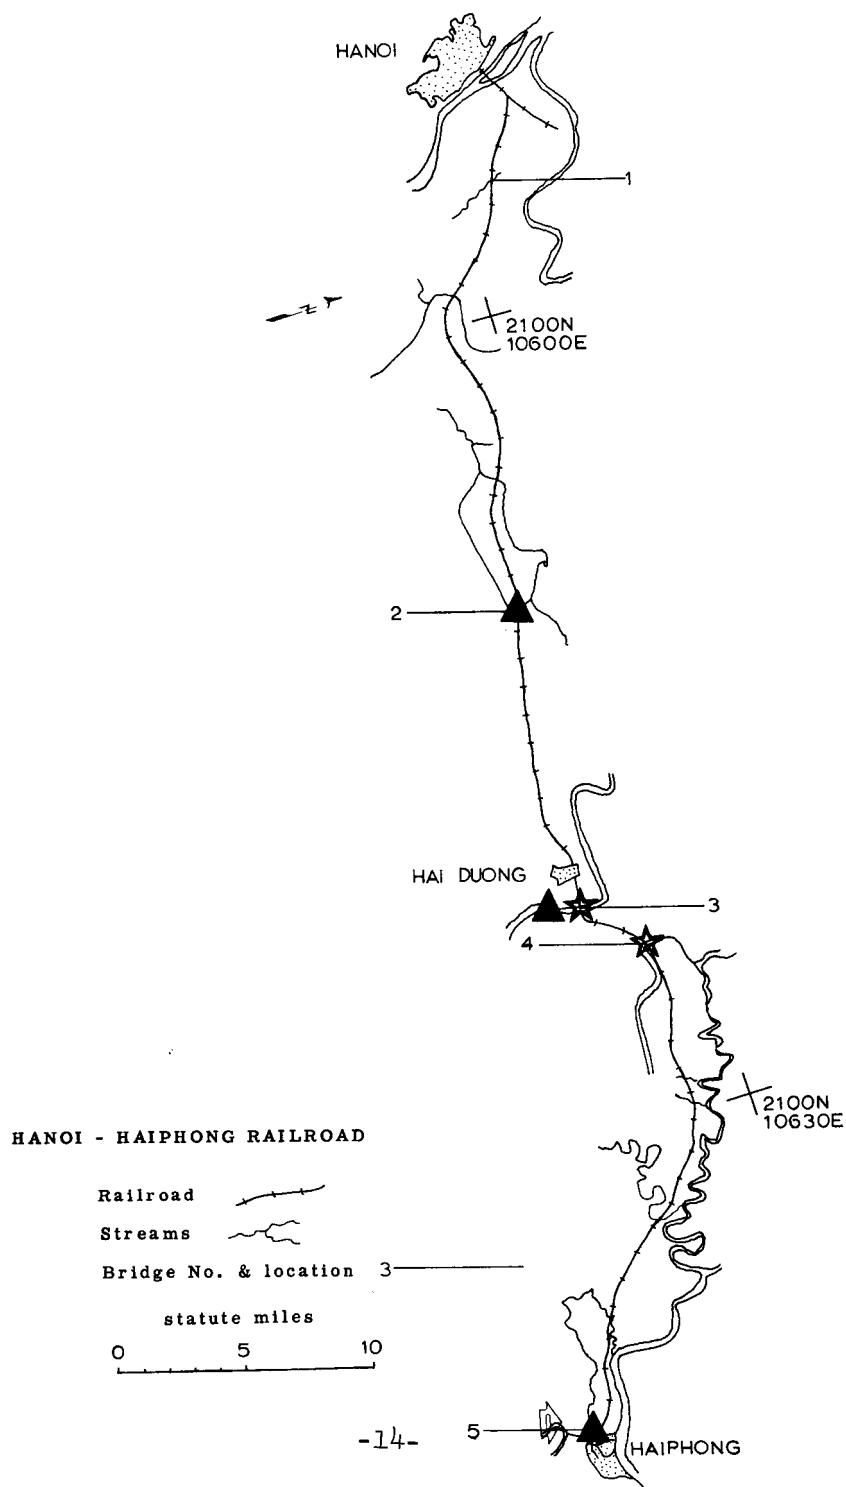 HANOI
1
N
2100N
10600E
2
HAI DUONG
3
4
2100N
10630E
HANOI - HAIPHONG RAILROAD
Railroad
Streams
Bridge No. & location 3
statute miles
0 5 10
5
-14-
HAIPHONG